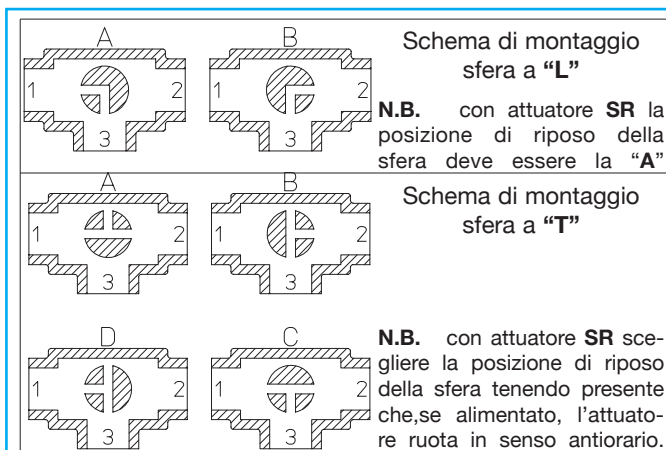 A B
1 2 1 2
3 3
Schema di montaggio
sfera a “L”
N.B. con attuatore SR la
posizione di riposo della
sfera deve essere la “A”
A B
1 2 1 2
3 3
Schema di montaggio
sfera a “T”
D C
1 2 1 2
3 3
N.B. con attuatore SR sce-
gliere la posizione di riposo
della sfera tenendo presente
che,se alimentato, l’attuato-
re ruota in senso antiorario.